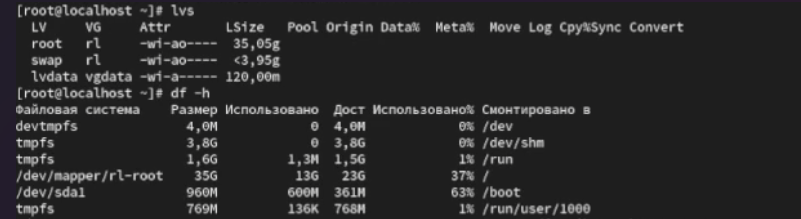 [root@localhost ~]# lvs
  LV     VG     Attr       LSize   Pool Origin Data%  Meta%  Move Log Cpy%Sync Convert
  root   rl     -wi-ao----  35,05g
  swap   rl     -wi-ao----  <3,95g
  lvdata vgdata -wi-a----- 120,00m
[root@localhost ~]# df -h
Файловая система    Размер Использовано  Дост Использовано% Смонтировано в
devtmpfs              4,0M            0  4,0M            0% /dev
tmpfs                 3,8G            0  3,8G            0% /dev/shm
tmpfs                 1,6G         1,3M  1,5G            1% /run
/dev/mapper/rl-root    35G          13G   23G           37% /
/dev/sda1             960M         600M  361M           63% /boot
tmpfs                 769M         136K  768M            1% /run/user/1000